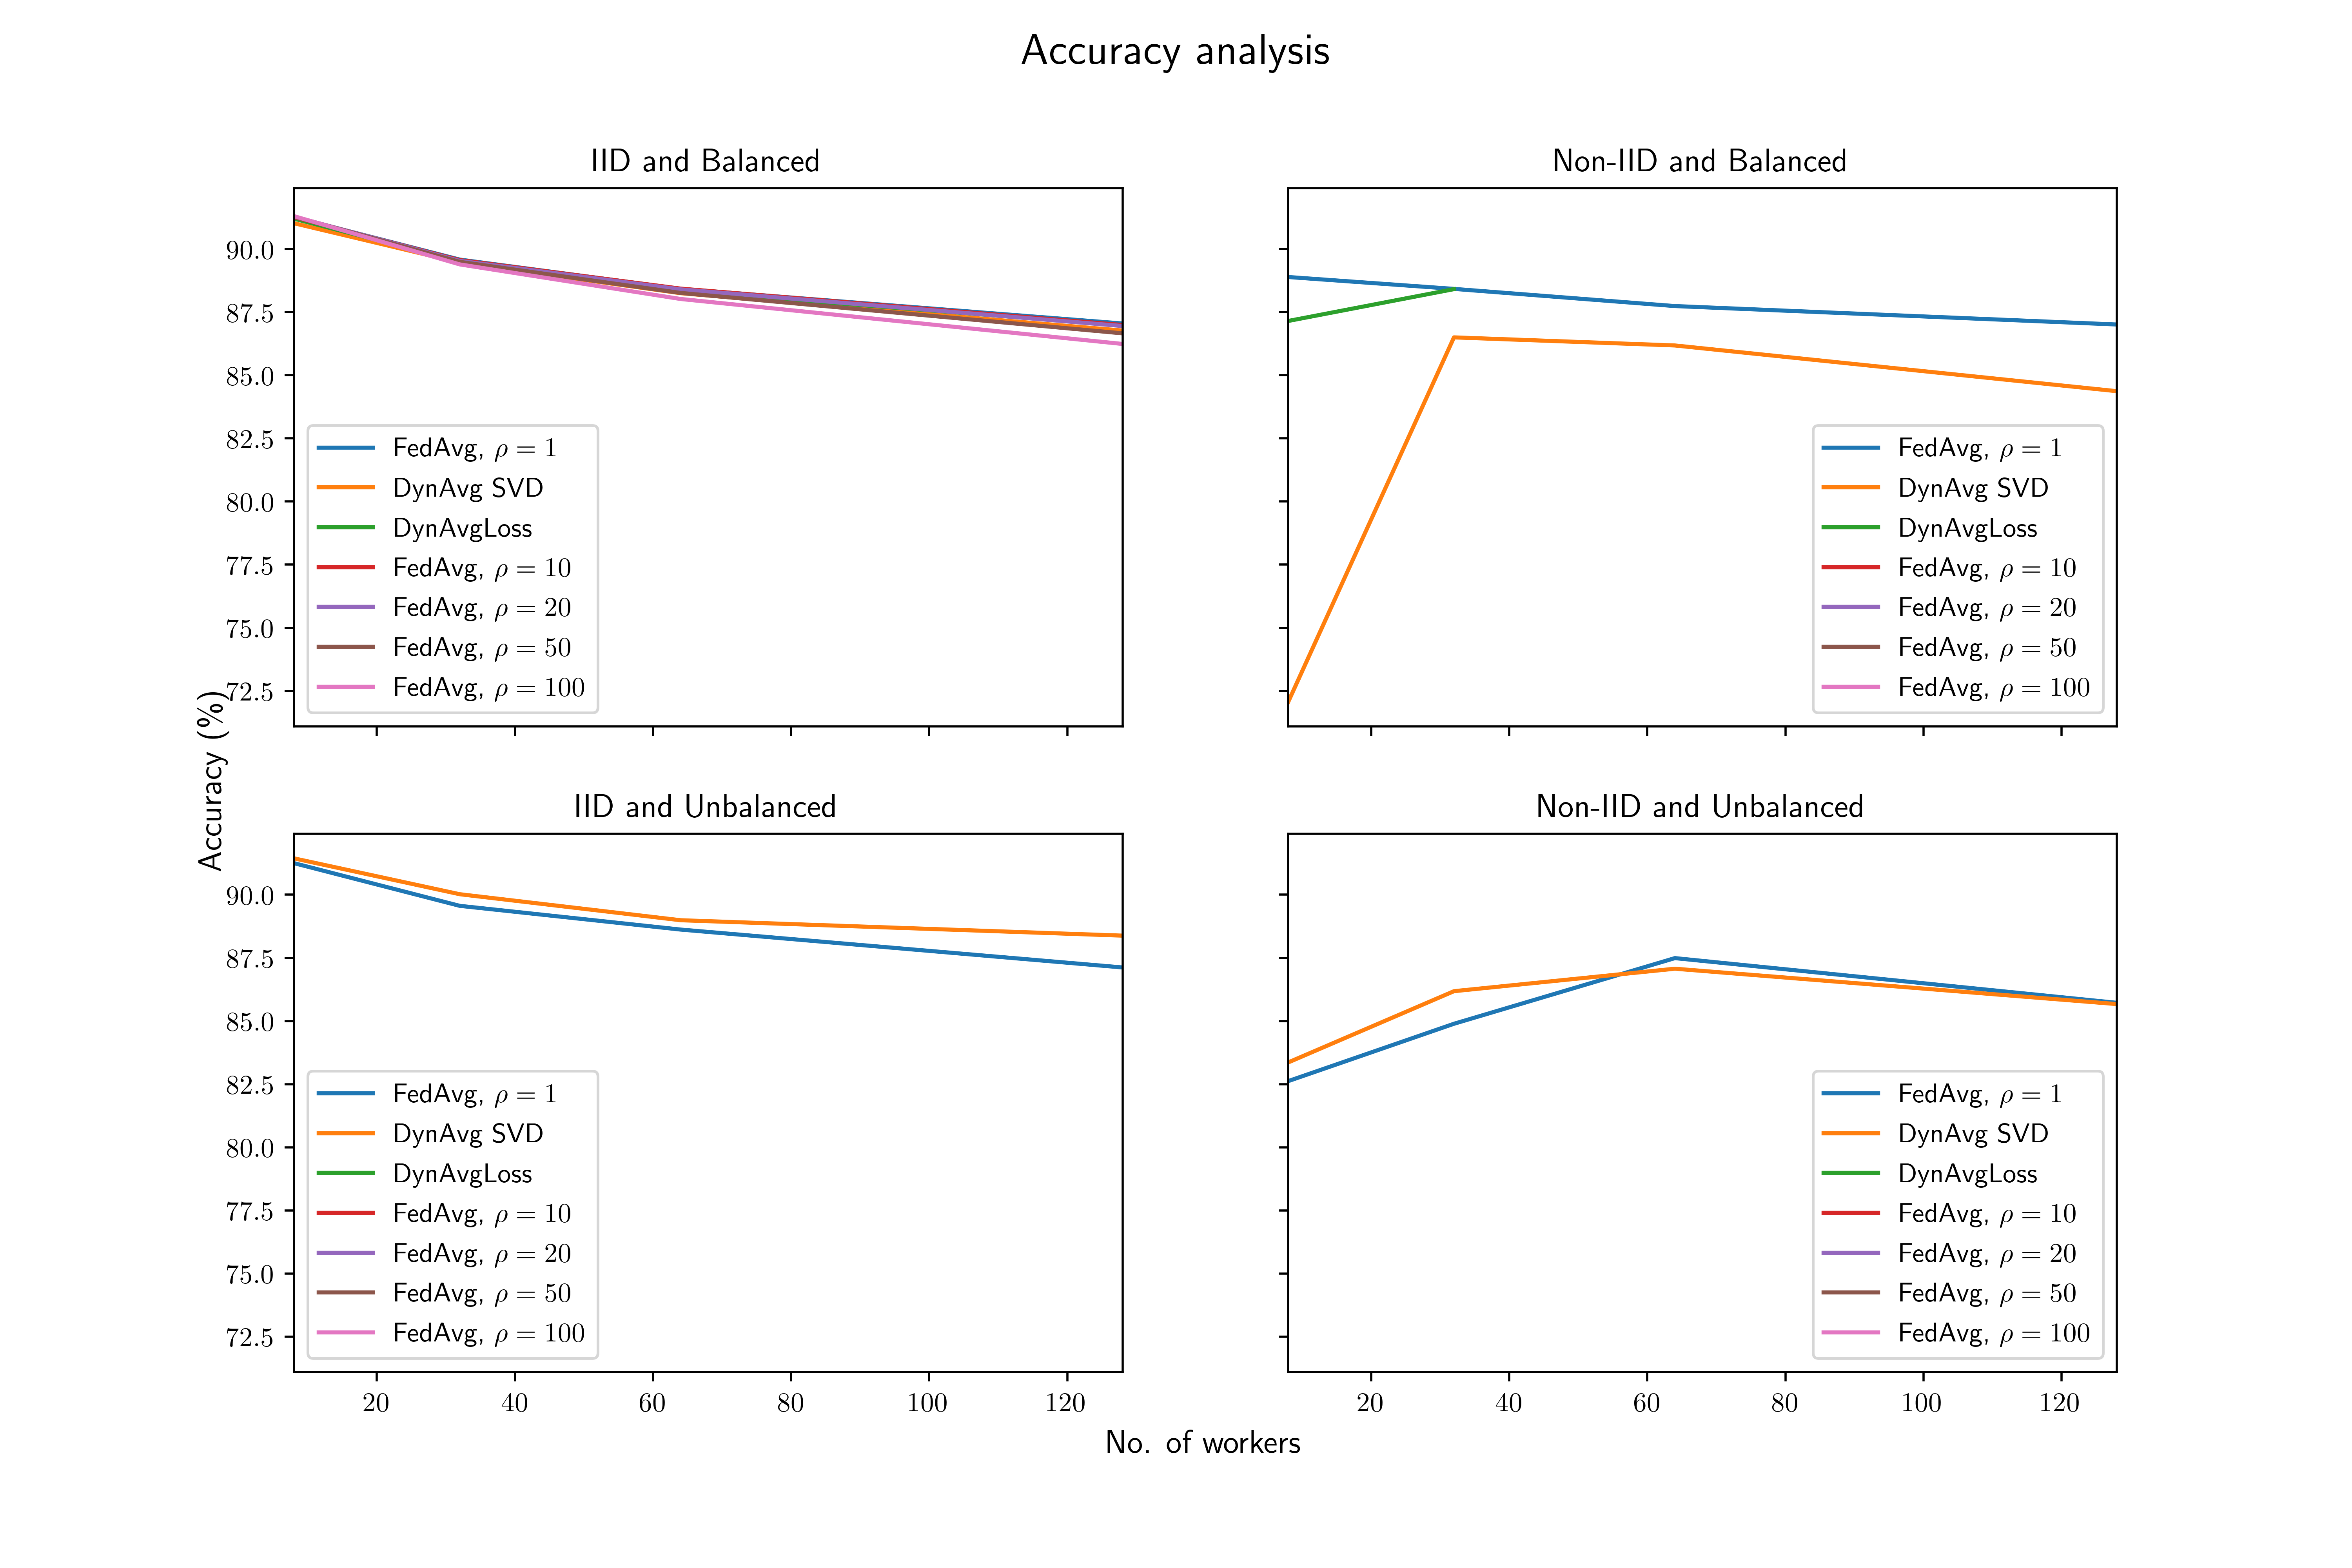 Accuracy analysis
IID and Balanced
90.0
87.5
85.0
82.5
80.0
77.5
75.0
72.5
FedAvg, ρ = 1
DynAvg SVD
DynAvgLoss
FedAvg, ρ = 10
FedAvg, ρ = 20
FedAvg, ρ = 50
FedAvg, ρ = 100
Non-IID and Balanced
FedAvg, ρ = 1
DynAvg SVD
DynAvgLoss
FedAvg, ρ = 10
FedAvg, ρ = 20
FedAvg, ρ = 50
FedAvg, ρ = 100
Accuracy (%)
IID and Unbalanced
90.0
87.5
85.0
82.5
80.0
77.5
75.0
72.5
FedAvg, ρ = 1
DynAvg SVD
DynAvgLoss
FedAvg, ρ = 10
FedAvg, ρ = 20
FedAvg, ρ = 50
FedAvg, ρ = 100
20 40 60 80 100 120
Non-IID and Unbalanced
FedAvg, ρ = 1
DynAvg SVD
DynAvgLoss
FedAvg, ρ = 10
FedAvg, ρ = 20
FedAvg, ρ = 50
FedAvg, ρ = 100
20 40 60 80 100 120
No. of workers